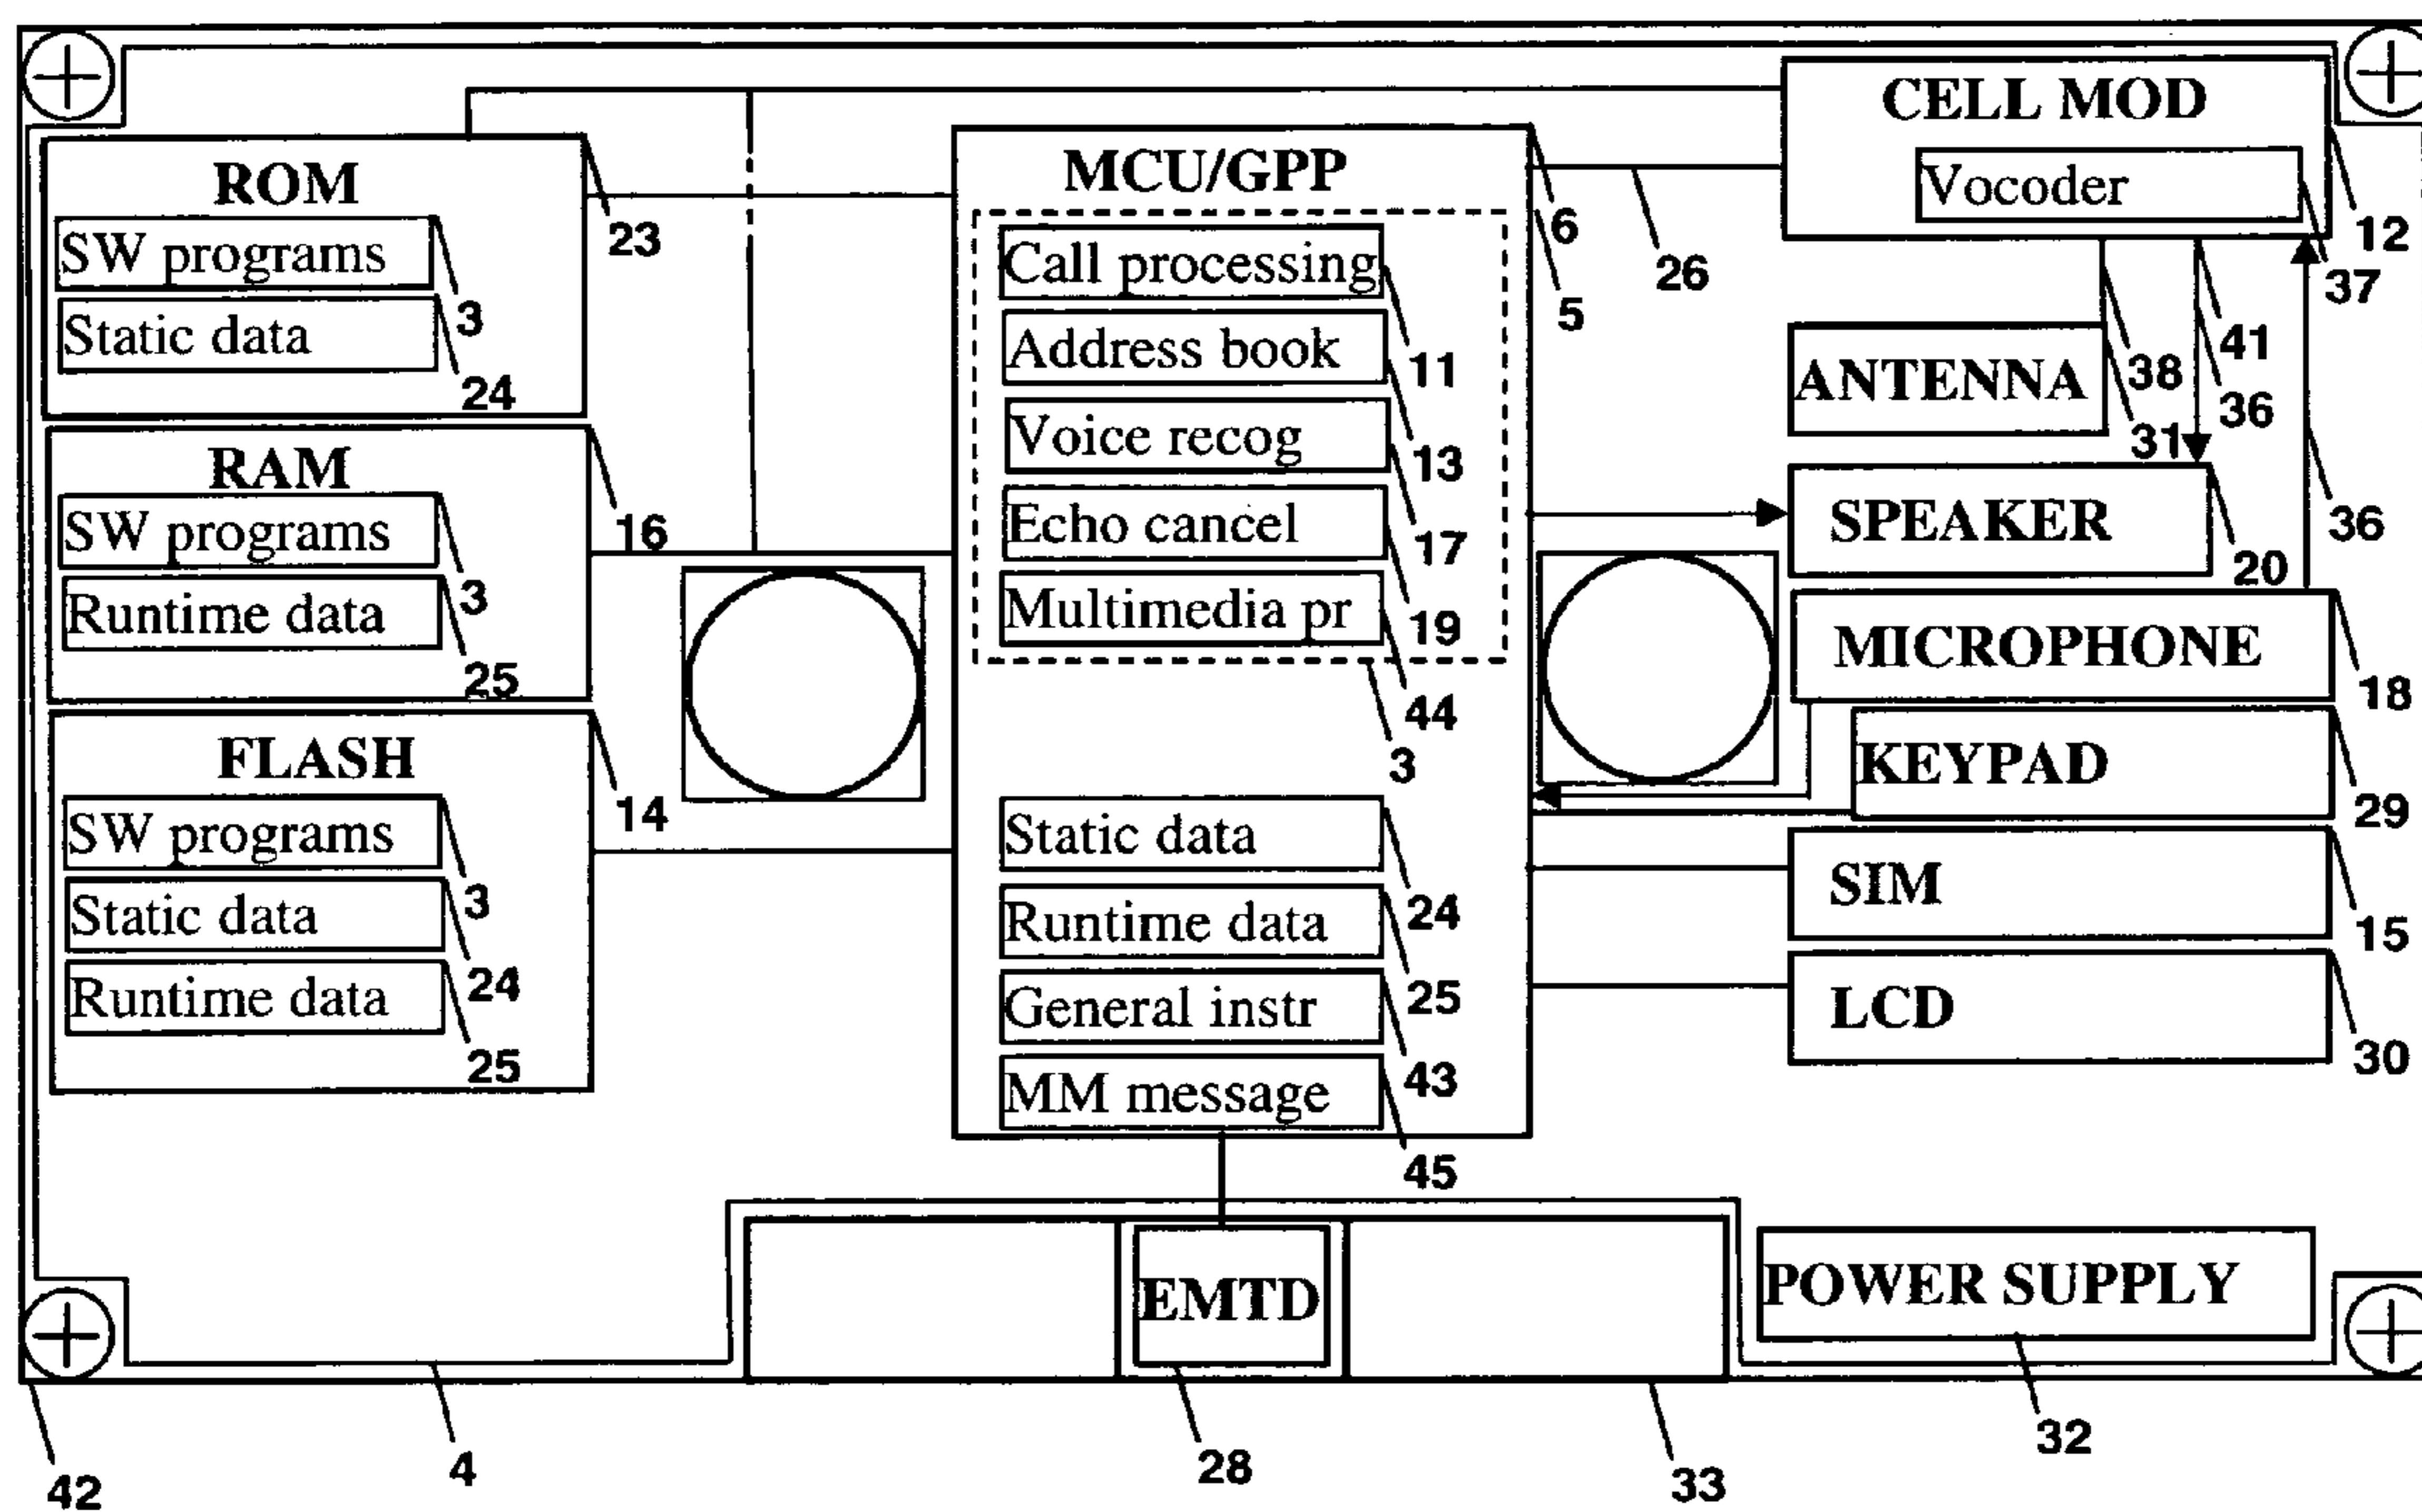 ROM
SW programs
Static data
23
3
24
RAM
SW programs
Runtime data
16
3
25
FLASH
SW programs
Static data
Runtime data
14
3
24
25
MCU/GPP
Call processing
Address book
Voice recog
Echo cancel
Multimedia pr
6
5
11
13
17
19
44
3
Static data
Runtime data
General instr
MM message
24
25
43
45
CELL MOD
Vocoder
26
12
37
ANTENNA
38
31
41
36
36
SPEAKER
20
MICROPHONE
18
KEYPAD
29
SIM
15
LCD
30
EMTD
POWER SUPPLY
42
4
28
33
32